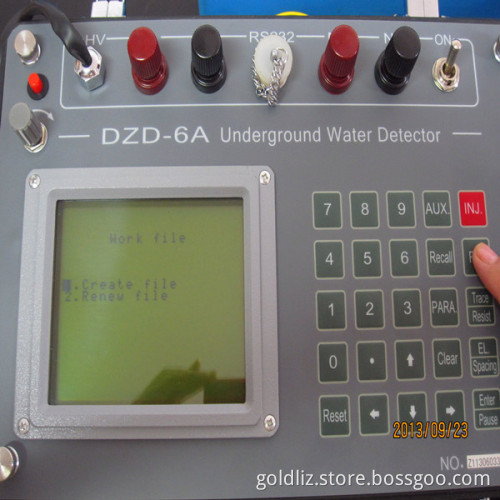 HV RS232 ON
DZD-6A Underground Water Detector
Work file
1.Create file
2.Renew file
7 8 9 AUX. INJ.
4 5 6 Recall
1 2 3 PARA. Trace
Resist
0 . Clear EL.
Spacing
Reset Enter
Pause
2013/09/23
NO.
goldliz.store.bossgoo.com